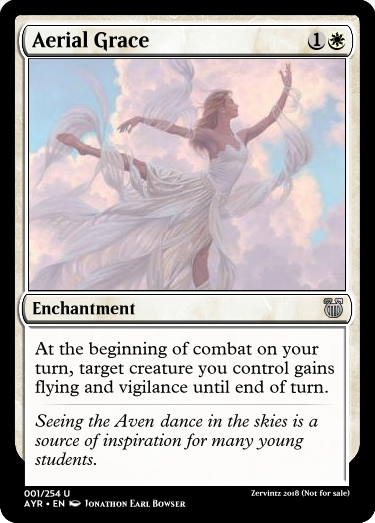 Aerial Grace 1
Enchantment
At the beginning of combat on your
turn, target creature you control gains
flying and vigilance until end of turn.
Seeing the Aven dance in the skies is a
source of inspiration for many young
students.
001/254 U
AYR • EN Jonathon Earl Bowser
Zervintz 2018 (Not for sale)